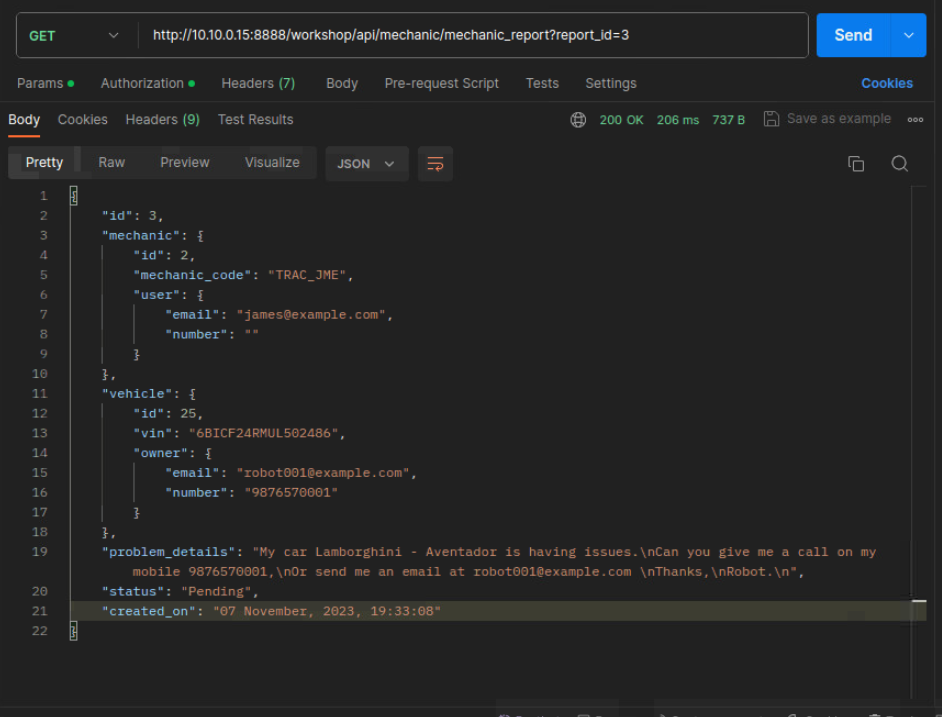 GET http://10.10.0.15:8888/workshop/api/mechanic/mechanic_report?report_id=3 Send
Params Authorization Headers (7) Body Pre-request Script Tests Settings Cookies
Body Cookies Headers (9) Test Results 200 OK 206 ms 737 B Save as example
Pretty Raw Preview Visualize JSON
1 {
2 "id": 3,
3 "mechanic": {
4 "id": 2,
5 "mechanic_code": "TRAC_JME",
6 "user": {
7 "email": "james@example.com",
8 "number": ""
9 }
10 },
11 "vehicle": {
12 "id": 25,
13 "vin": "6BICF24RMUL502486",
14 "owner": {
15 "email": "robot001@example.com",
16 "number": "9876570001"
17 }
18 },
19 "problem_details": "My car Lamborghini - Aventador is having issues.\nCan you give me a call on my
mobile 9876570001,\nOr send me an email at robot001@example.com \nThanks,\nRobot.\n",
20 "status": "Pending",
21 "created_on": "07 November, 2023, 19:33:08"
22 }